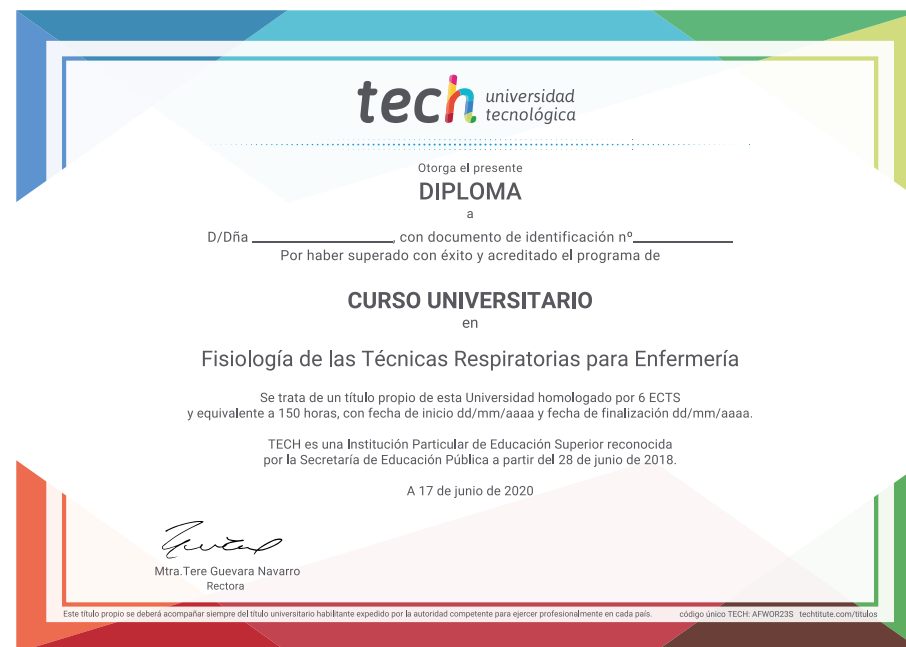 tech universidad
tecnológica
Otorga el presente
DIPLOMA
a
D/Dña ____________________, con documento de identificación nº______________
Por haber superado con éxito y acreditado el programa de
CURSO UNIVERSITARIO
en
Fisiología de las Técnicas Respiratorias para Enfermería
Se trata de un título propio de esta Universidad homologado por 6 ECTS
y equivalente a 150 horas, con fecha de inicio dd/mm/aaaa y fecha de finalización dd/mm/aaaa.
TECH es una Institución Particular de Educación Superior reconocida
por la Secretaría de Educación Pública a partir del 28 de junio de 2018.
A 17 de junio de 2020
Mtra.Tere Guevara Navarro
Rectora
Este título propio se deberá acompañar siempre del título universitario habilitante expedido por la autoridad competente para ejercer profesionalmente en cada país. código único TECH: AFWOR23S techtitute.com/títulos